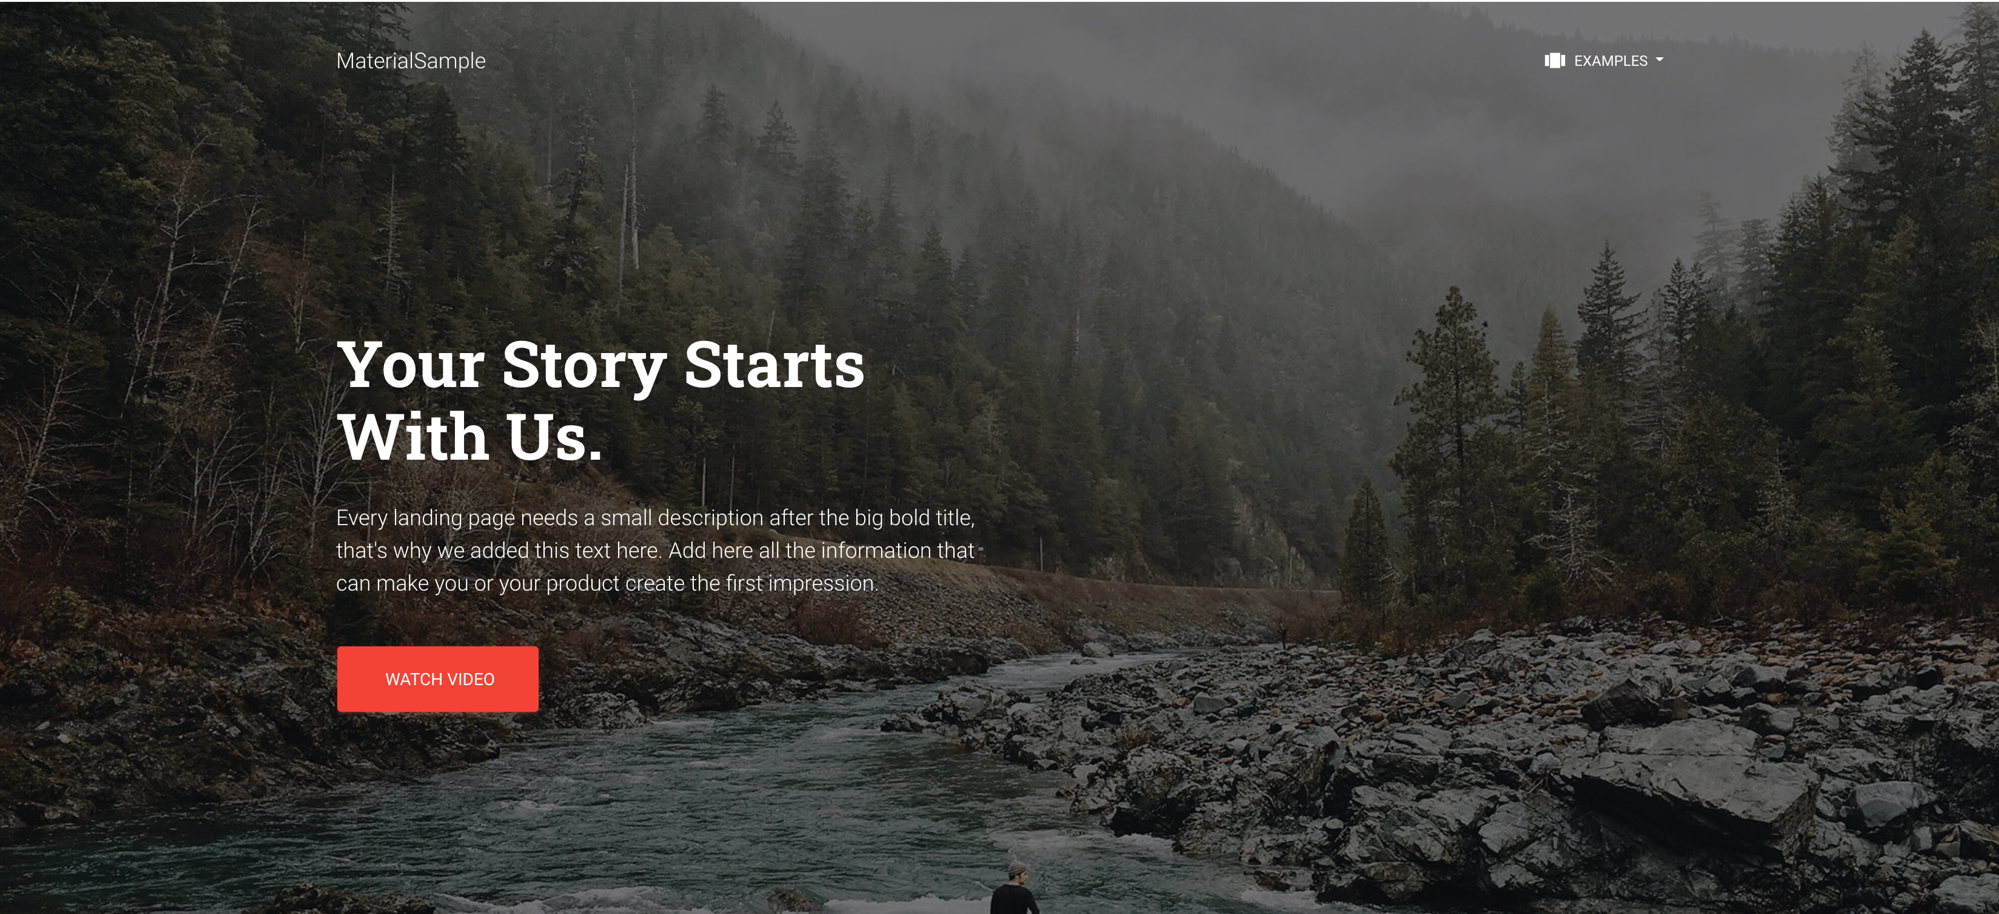 MaterialSample
EXAMPLES
Your Story Starts
With Us.
Every landing page needs a small description after the big bold title,
that's why we added this text here. Add here all the information that
can make you or your product create the first impression.
WATCH VIDEO